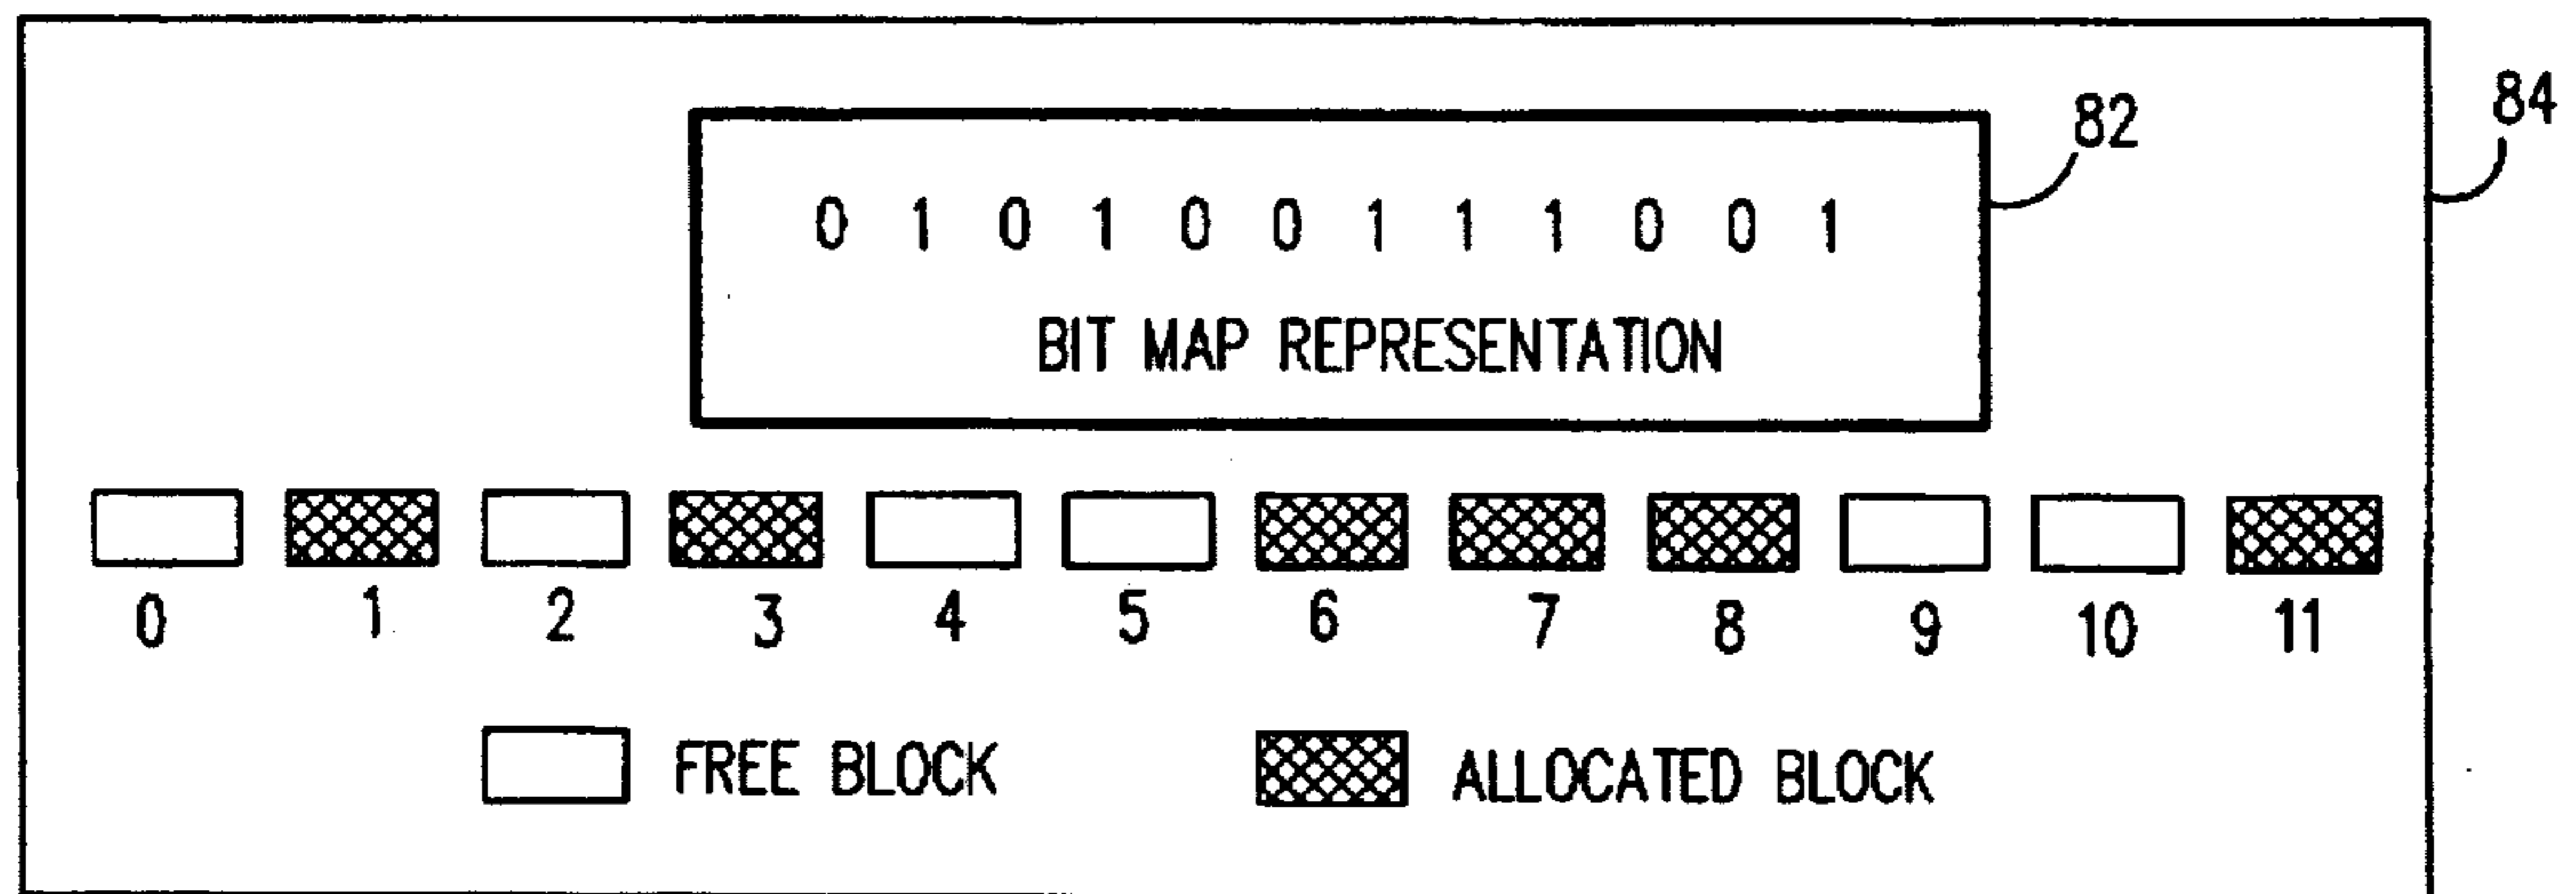 84
82
0 1 0 1 0 0 1 1 1 0 0 1
BIT MAP REPRESENTATION
0 1 2 3 4 5 6 7 8 9 10 11
FREE BLOCK ALLOCATED BLOCK